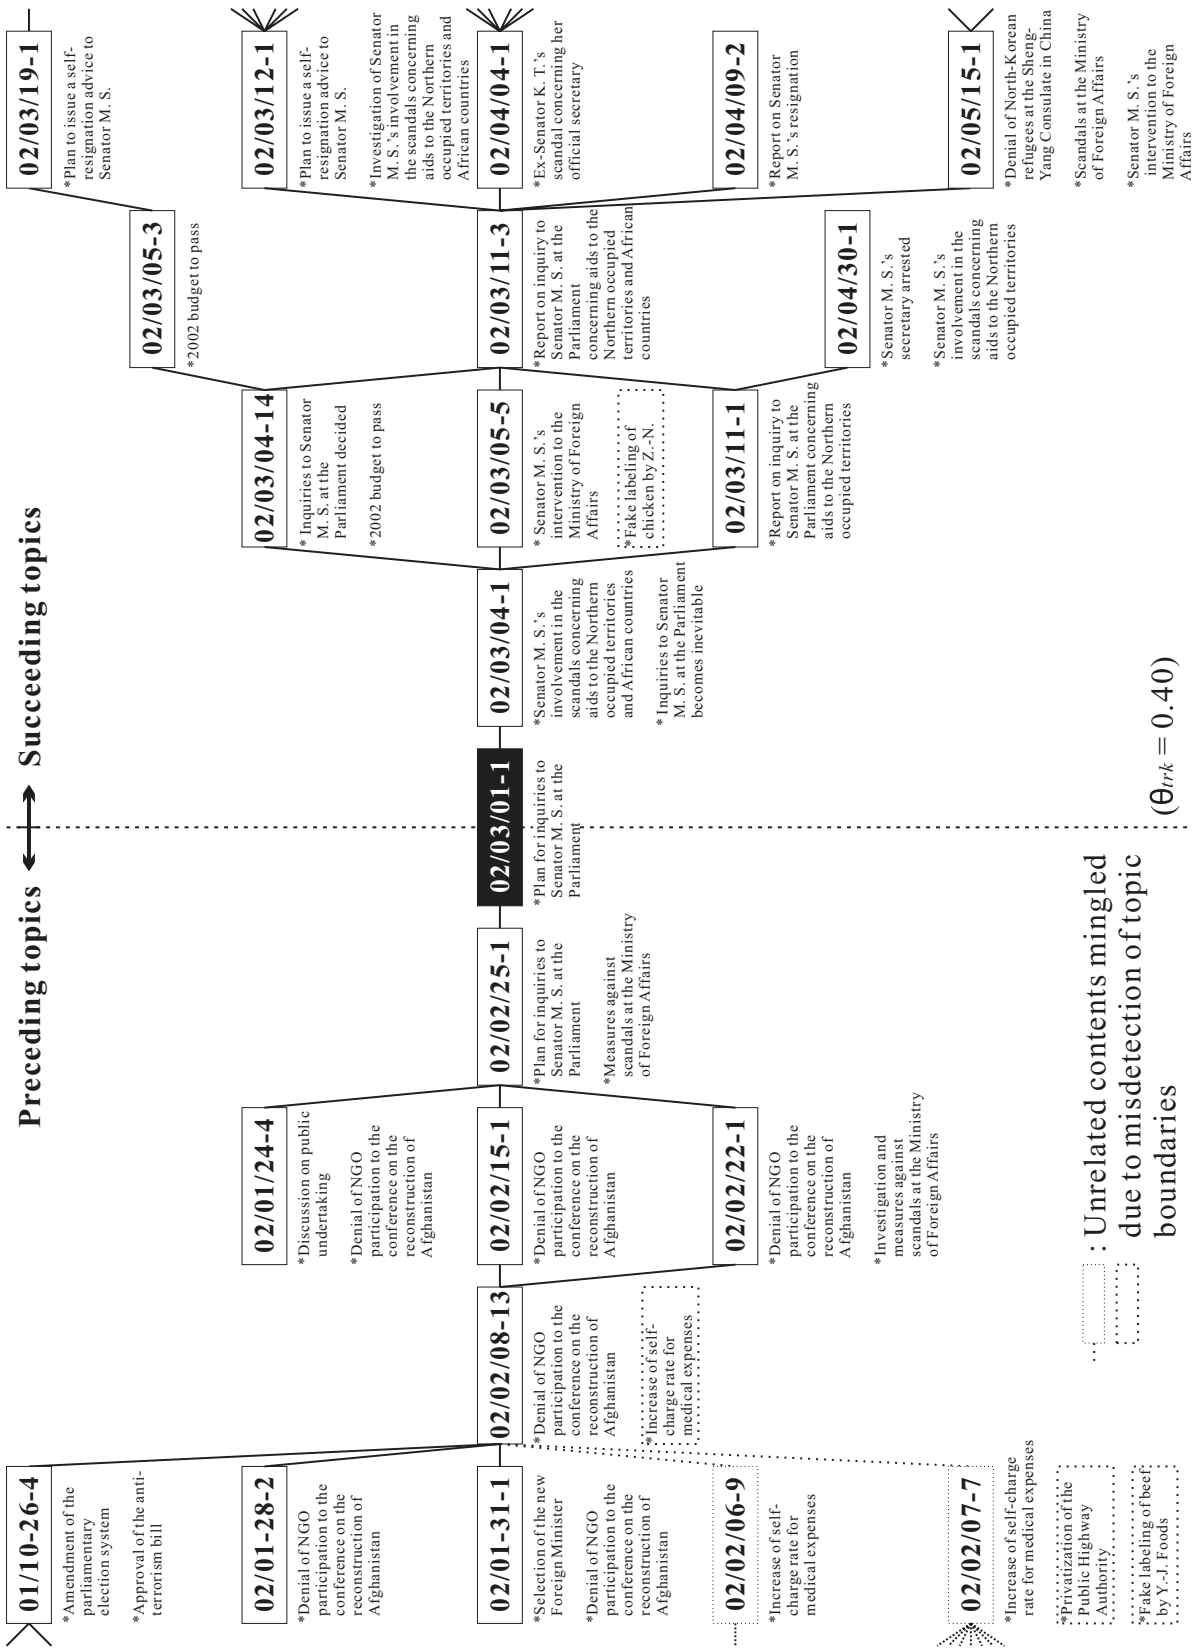 Preceding topics
Succeeding topics
01/10-26-4
*Amendment of the
parliamentary
election system
*Approval of the anti-
terrorism bill
02/01-28-2
*Denial of NGO
participation to the
conference on the
reconstruction of
Afghanistan
02/01-31-1
*Selection of the new
Foreign Minister
*Denial of NGO
participation to the
conference on the
reconstruction of
Afghanistan
02/02/06-9
*Increase of self-
charge rate for
medical expenses
02/02/07-7
*Increase of self-charge
rate for medical expenses
*Privatization of the
Public Highway
Authority
*Fake labeling of beef
by Y.-J. Foods
02/02/08-13
*Denial of NGO
participation to the
conference on the
reconstruction of
Afghanistan
*Increase of self-
charge rate for
medical expenses
02/01/24-4
*Discussion on public
undertaking
*Denial of NGO
participation to the
conference on the
reconstruction of
Afghanistan
02/02/15-1
*Denial of NGO
participation to the
conference on the
reconstruction of
Afghanistan
02/02/22-1
*Denial of NGO
participation to the
conference on the
reconstruction of
Afghanistan
*Investigation and
measures against
scandals at the Ministry
of Foreign Affairs
02/02/25-1
*Plan for inquiries to
Senator M. S. at the
Parliament
*Measures against
scandals at the Ministry
of Foreign Affairs
02/03/01-1
*Plan for inquiries to
Senator M. S. at the
Parliament
02/03/04-1
*Senator M. S.'s
involvement in the
scandals concerning
aids to the Northern
occupied territories
and African countries
*Inquiries to Senator
M. S. at the Parliament
becomes inevitable
02/03/04-14
*Inquiries to Senator
M. S. at the
Parliament decided
*2002 budget to pass
02/03/05-5
*Senator M. S.'s
intervention to the
Ministry of Foreign
Affairs
*Fake labeling of
chicken by Z.-N.
02/03/11-1
*Report on inquiry to
Senator M. S. at the
Parliament concerning
aids to the Northern
occupied territories
02/03/05-3
*2002 budget to pass
02/03/11-3
*Report on inquiry to
Senator M. S. at the
Parliament
concerning aids to the
Northern occupied
territories and African
countries
02/04/30-1
*Senator M. S.'s
secretary arrested
*Senator M. S.'s
involvement in the
scandals concerning
aids to the Northern
occupied territories
02/03/19-1
*Plan to issue a self-
resignation advice to
Senator M. S.
02/03/12-1
*Plan to issue a self-
resignation advice to
Senator M. S.
*Investigation of Senator
M. S.'s involvement in
the scandals concerning
aids to the Northern
occupied territories and
African countries
02/04/04-1
*Ex-Senator K. T.'s
scandal concerning her
official secretary
02/04/09-2
*Report on Senator
M. S.'s resignation
02/05/15-1
*Denial of North-Korean
refugees at the Sheng-
Yang Consulate in China
*Scandals at the Ministry
of Foreign Affairs
*Senator M. S.'s
intervention to the
Ministry of Foreign
Affairs
: Unrelated contents mingled
due to misdetection of topic
boundaries
(θtrk = 0.40)